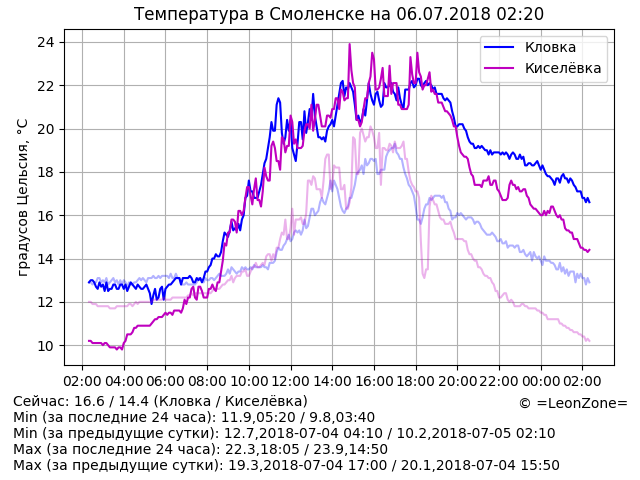 Температура в Смоленске на 06.07.2018 02:20
Кловка
Киселёвка
градусов Цельсия, °C
24
22
20
18
16
14
12
10
02:00 04:00 06:00 08:00 10:00 12:00 14:00 16:00 18:00 20:00 22:00 00:00 02:00
Сейчас: 16.6 / 14.4 (Кловка / Киселёвка)
© =LeonZone=
Min (за последние 24 часа): 11.9,05:20 / 9.8,03:40
Min (за предыдущие сутки): 12.7,2018-07-04 04:10 / 10.2,2018-07-05 02:10
Max (за последние 24 часа): 22.3,18:05 / 23.9,14:50
Max (за предыдущие сутки): 19.3,2018-07-04 17:00 / 20.1,2018-07-04 15:50